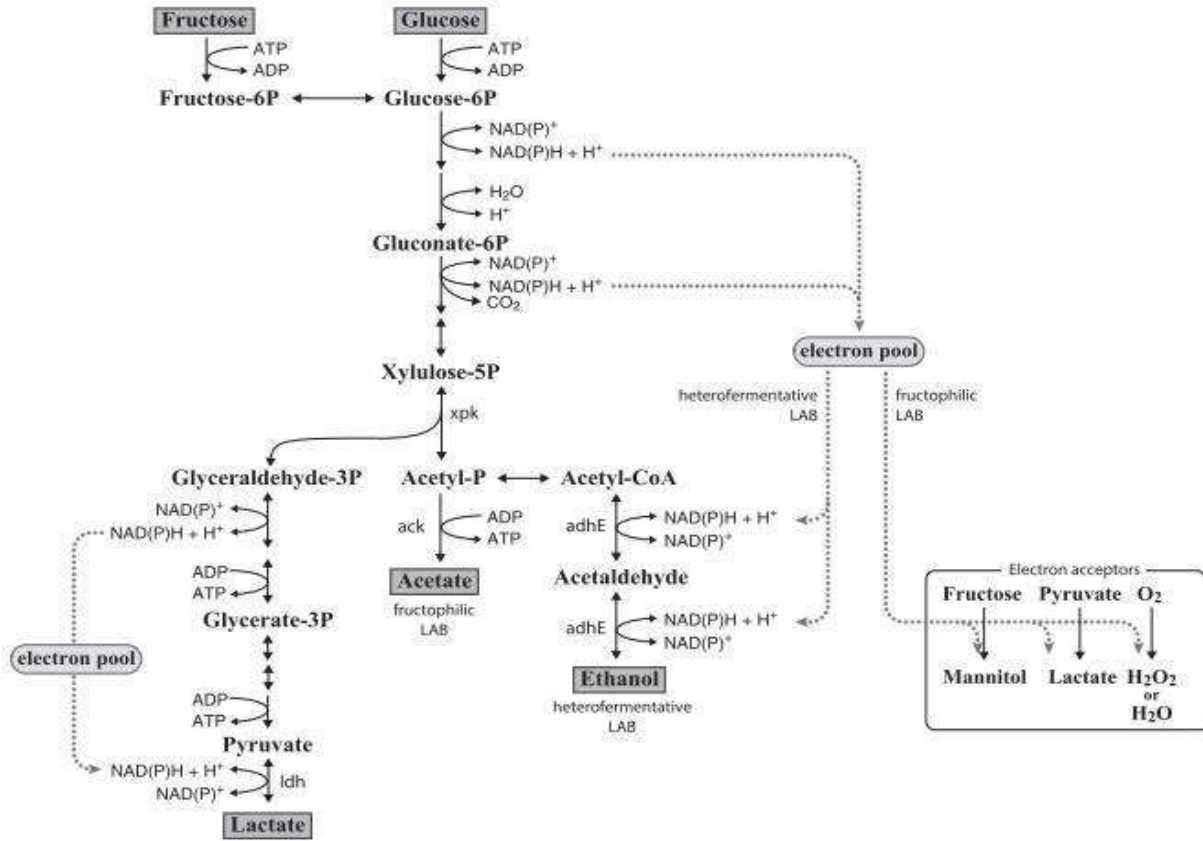 Fructose
Glucose
ATP
ADP
ATP
ADP
Fructose-6P
Glucose-6P
NAD(P)⁺
NAD(P)H + H⁺
H₂O
H⁺
Gluconate-6P
NAD(P)⁺
NAD(P)H + H⁺
CO₂
electron pool
Xylulose-5P
heterofermentative
LAB
fructophilic
LAB
xpk
Glyceraldehyde-3P
Acetyl-P
Acetyl-CoA
NAD(P)⁺
NAD(P)H + H⁺
ack
ADP
ATP
adhE
NAD(P)H + H⁺
NAD(P)⁺
ADP
ATP
Acetate
fructophilic
LAB
Acetaldehyde
Glycerate-3P
adhE
NAD(P)H + H⁺
NAD(P)⁺
Electron acceptors
Fructose
Pyruvate
O₂
Mannitol
Lactate
H₂O₂
or
H₂O
electron pool
Ethanol
heterofermentative
LAB
ADP
ATP
Pyruvate
NAD(P)H + H⁺
NAD(P)⁺
ldh
Lactate